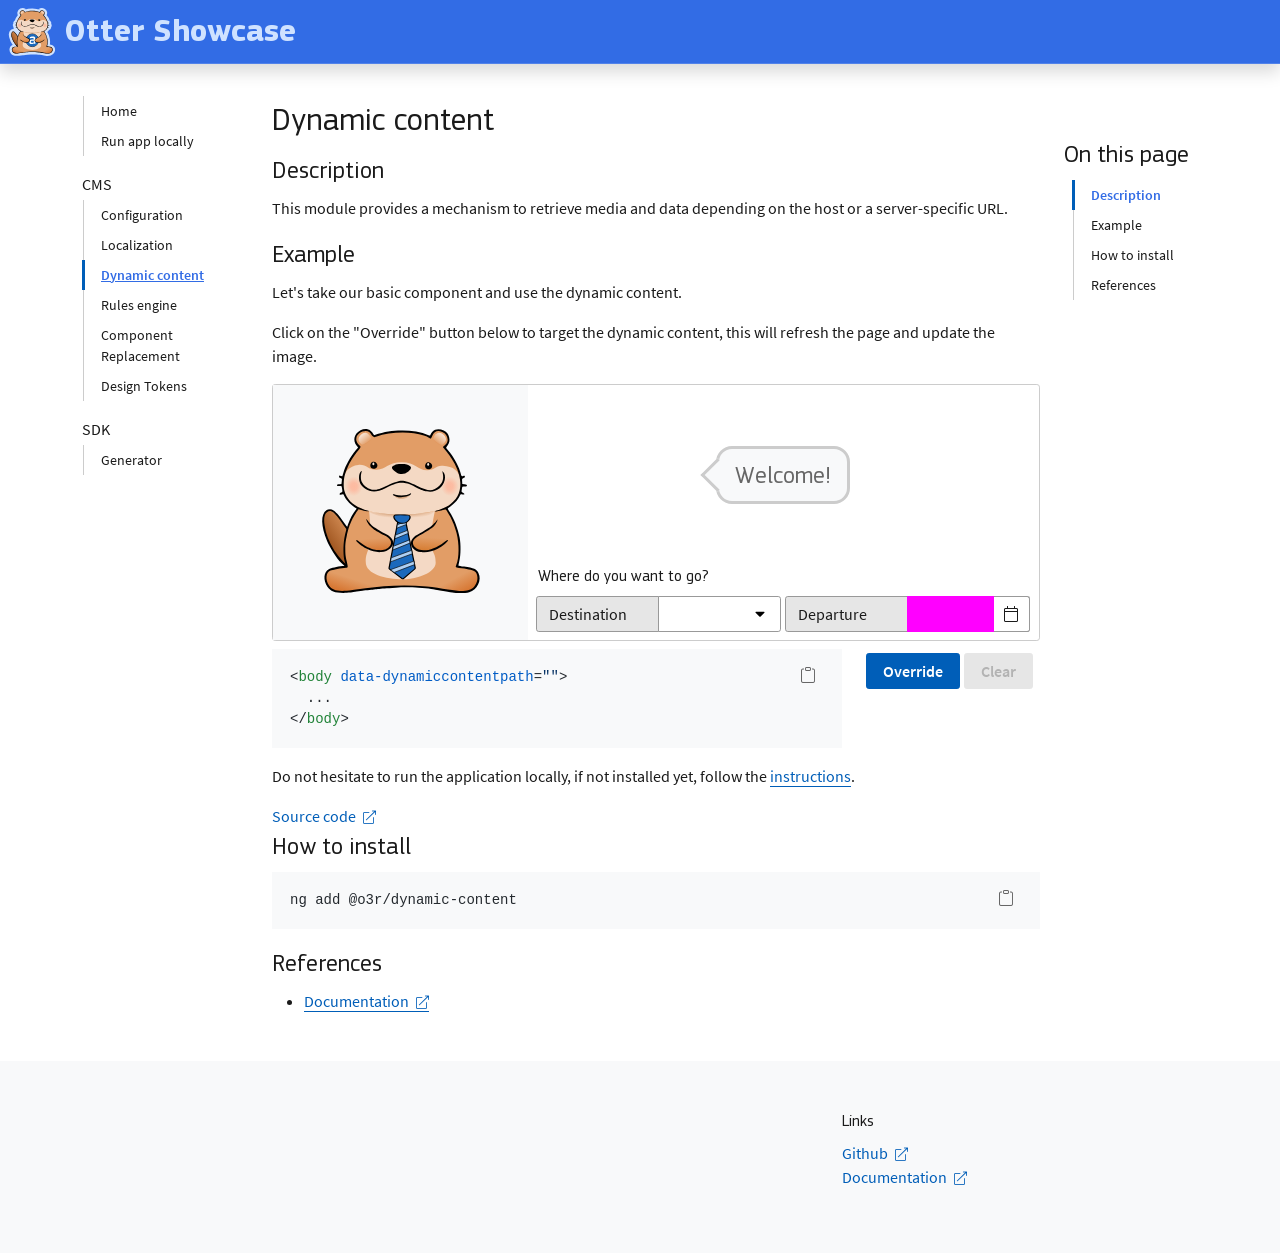 Otter Showcase
Home
Run app locally
CMS
Configuration
Localization
Dynamic content
Rules engine
Component
Replacement
Design Tokens
SDK
Generator
Dynamic content
Description
This module provides a mechanism to retrieve media and data depending on the host or a server-specific URL.
Example
Let's take our basic component and use the dynamic content.
Click on the "Override" button below to target the dynamic content, this will refresh the page and update the
image.
Welcome!
Where do you want to go?
Destination
Departure
<body data-dynamiccontentpath="">
...
</body>
Override
Clear
Do not hesitate to run the application locally, if not installed yet, follow the instructions.
Source code
How to install
ng add @o3r/dynamic-content
References
Documentation
On this page
Description
Example
How to install
References
Links
Github
Documentation